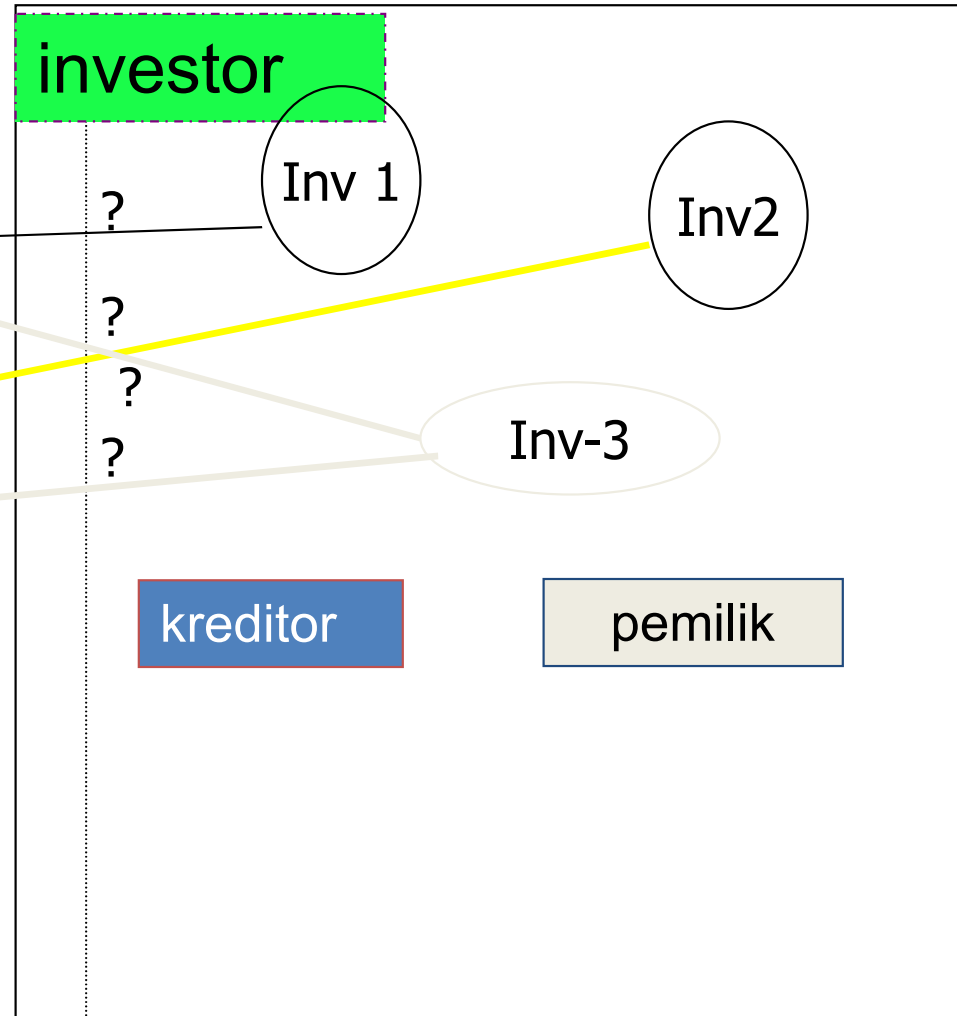 investor
Inv 1
?
Inv2
?
?
Inv-3
?
kreditor
pemilik